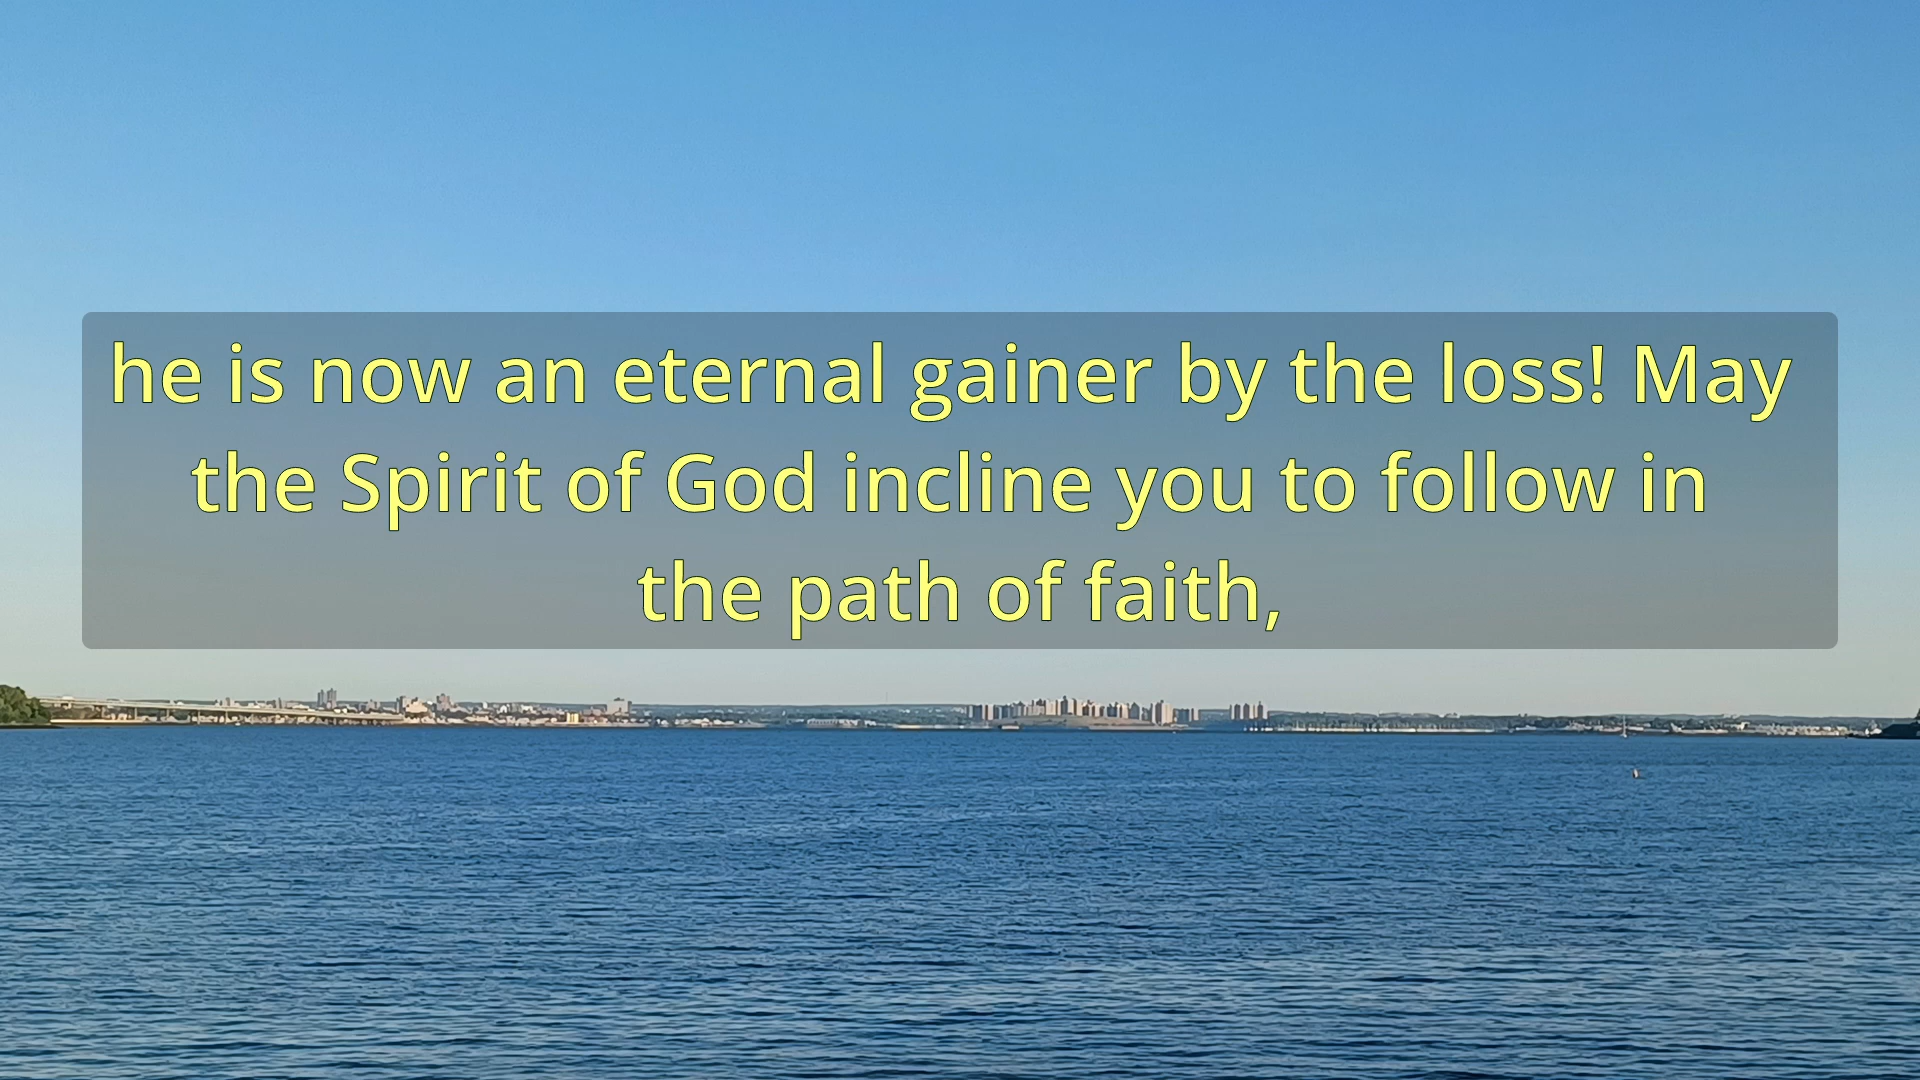 he is now an eternal gainer by the loss! May
the Spirit of God incline you to follow in
the path of faith,